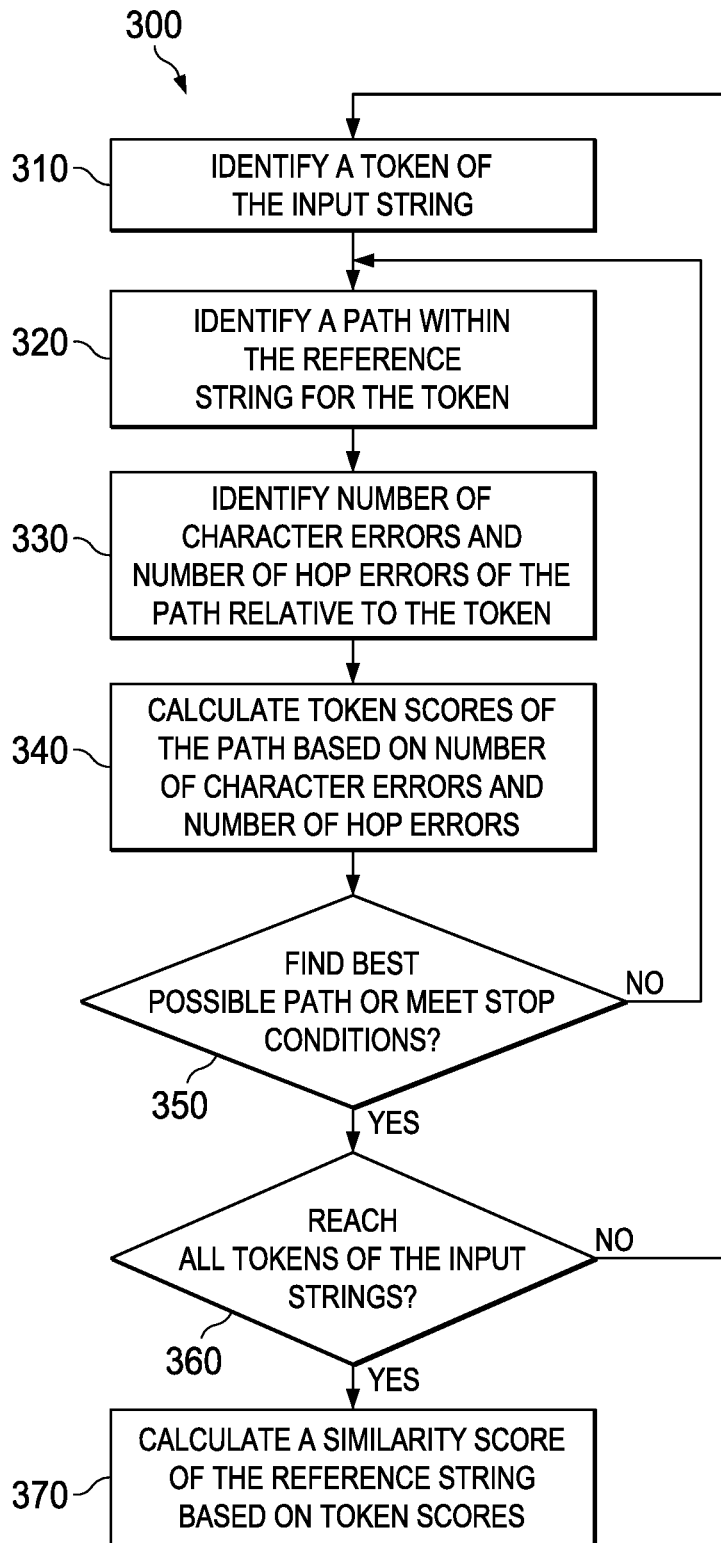 300
310
IDENTIFY A TOKEN OF
THE INPUT STRING
320
IDENTIFY A PATH WITHIN
THE REFERENCE
STRING FOR THE TOKEN
330
IDENTIFY NUMBER OF
CHARACTER ERRORS AND
NUMBER OF HOP ERRORS OF THE
PATH RELATIVE TO THE TOKEN
340
CALCULATE TOKEN SCORES OF
THE PATH BASED ON NUMBER
OF CHARACTER ERRORS AND
NUMBER OF HOP ERRORS
FIND BEST
POSSIBLE PATH OR MEET STOP
CONDITIONS?
NO
350
YES
REACH
ALL TOKENS OF THE INPUT
STRINGS?
NO
360
YES
370
CALCULATE A SIMILARITY SCORE
OF THE REFERENCE STRING
BASED ON TOKEN SCORES